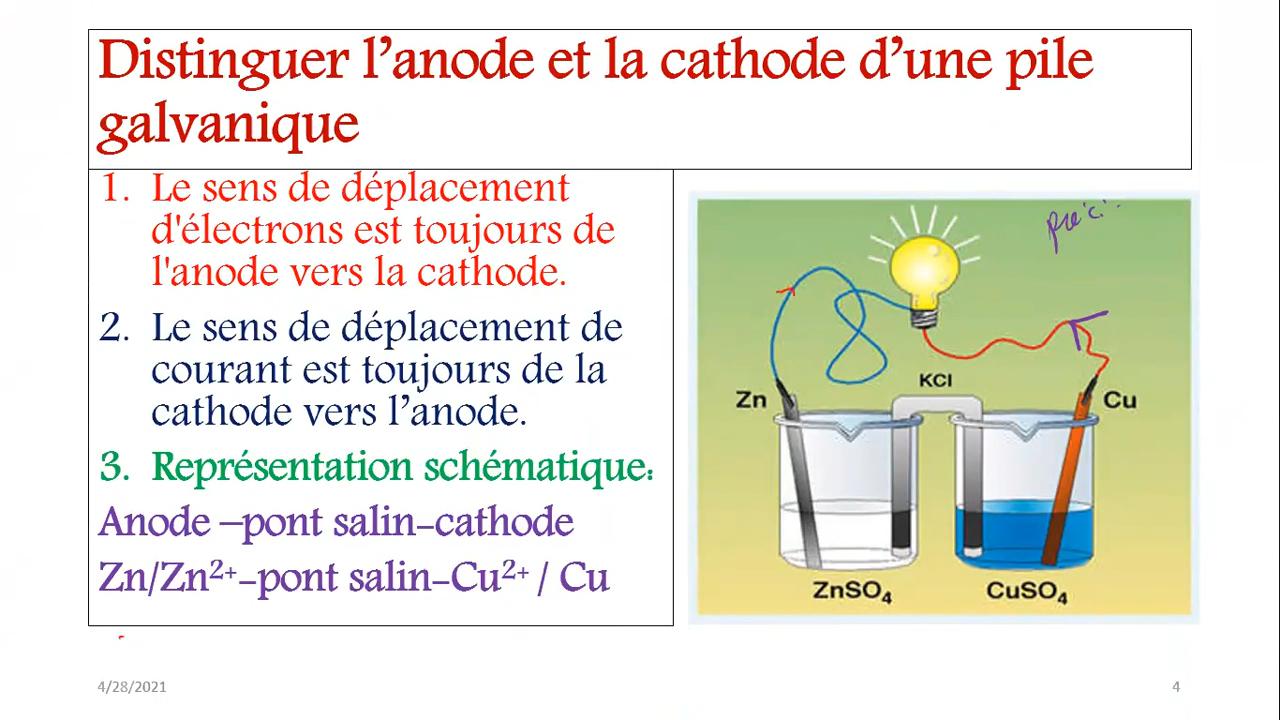 Distinguer l’anode et la cathode d’une pile
galvanique
1. Le sens de déplacement
d'électrons est toujours de
l'anode vers la cathode.
2. Le sens de déplacement de
courant est toujours de la
cathode vers l’anode.
3. Représentation schématique:
Anode –pont salin-cathode
Zn/Zn²⁺-pont salin-Cu²⁺ / Cu
KCl
Zn
Cu
ZnSO₄
CuSO₄
4/28/2021
4